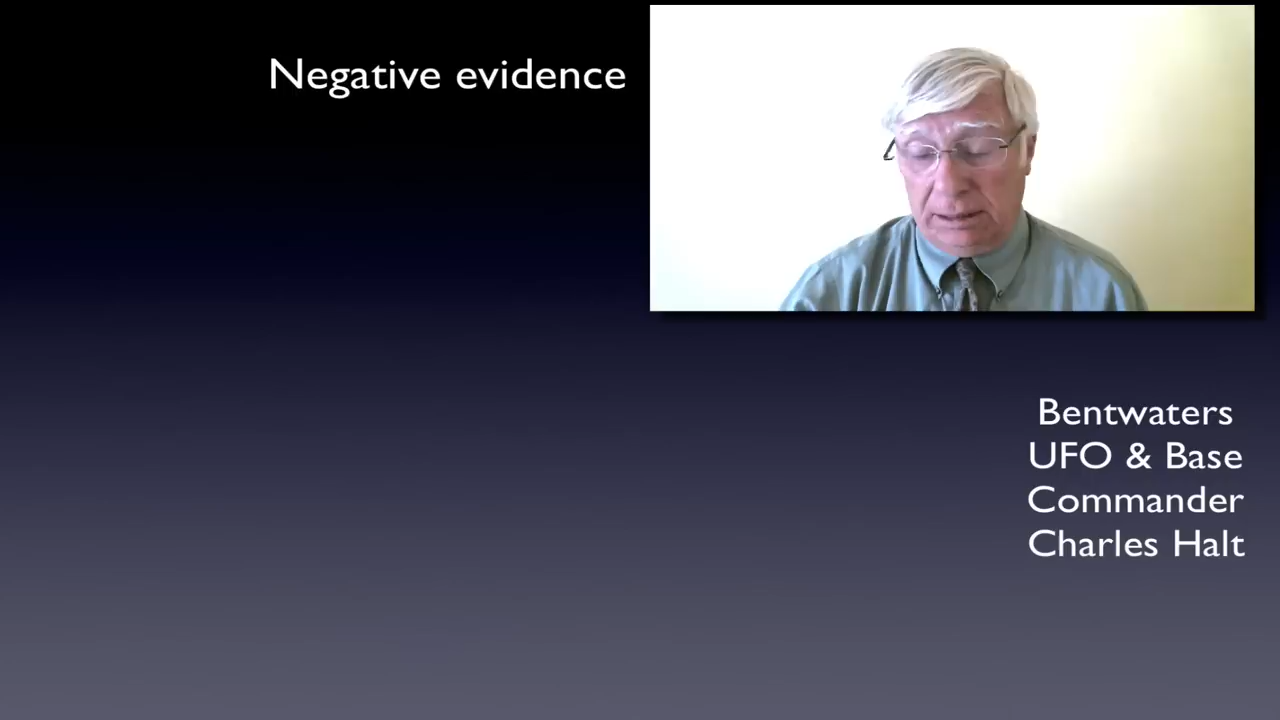 Negative evidence
Bentwaters
UFO & Base
Commander
Charles Halt